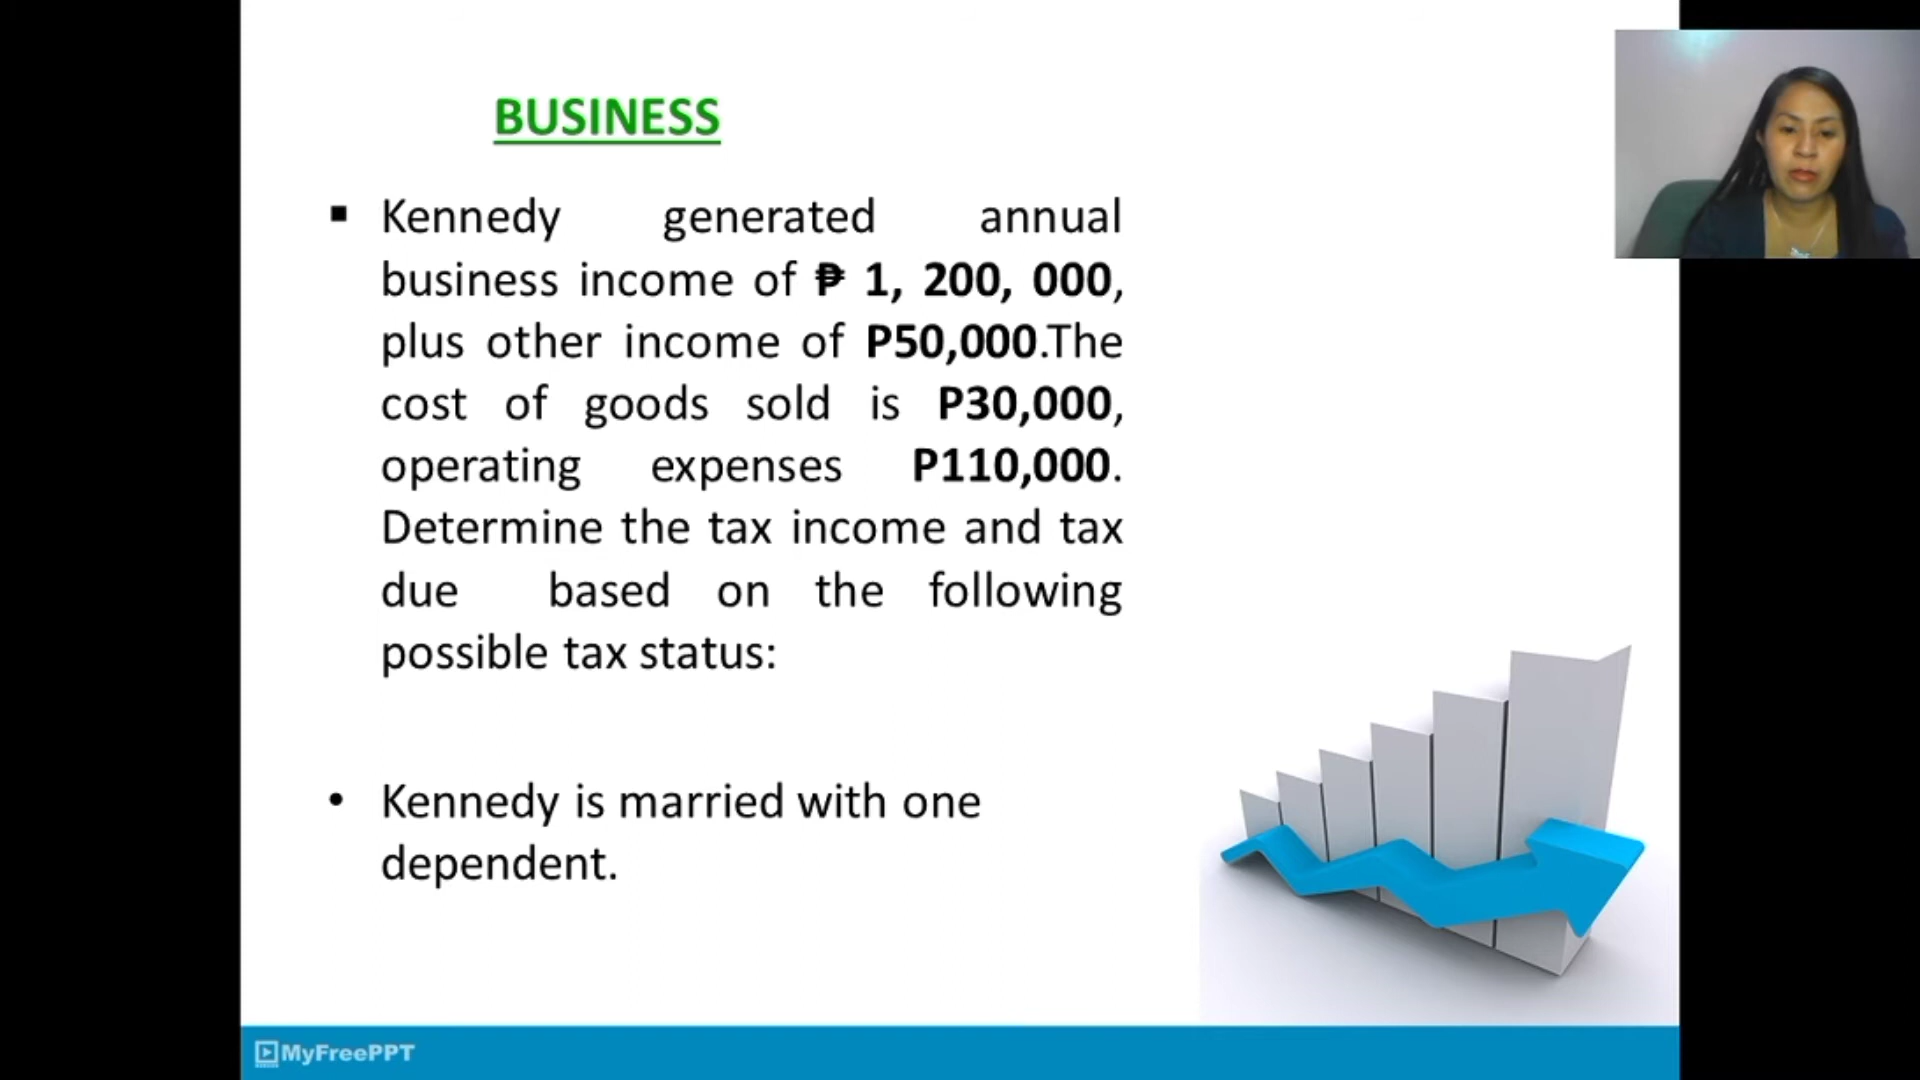 BUSINESS
▪ Kennedy generated annual
business income of ₱ 1, 200, 000,
plus other income of P50,000.The
cost of goods sold is P30,000,
operating expenses P110,000.
Determine the tax income and tax
due based on the following
possible tax status:
• Kennedy is married with one
dependent.
MyFreePPT